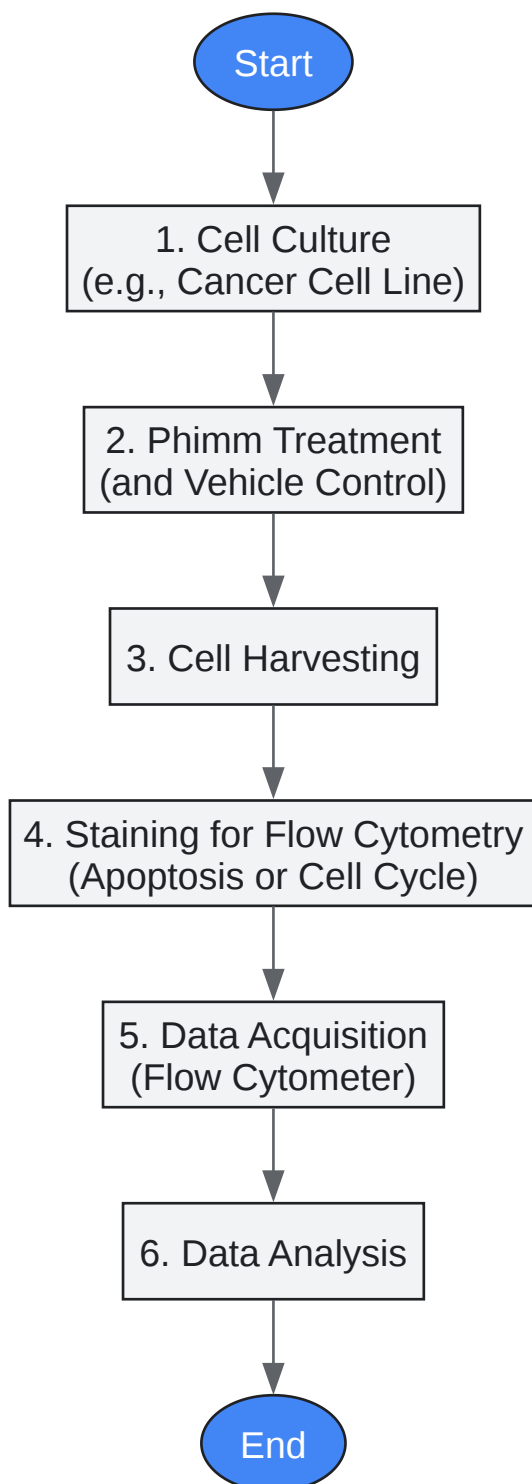 Start
1. Cell Culture
(e.g., Cancer Cell Line)
2. Phimm Treatment
(and Vehicle Control)
3. Cell Harvesting
4. Staining for Flow Cytometry
(Apoptosis or Cell Cycle)
5. Data Acquisition
(Flow Cytometer)
6. Data Analysis
End